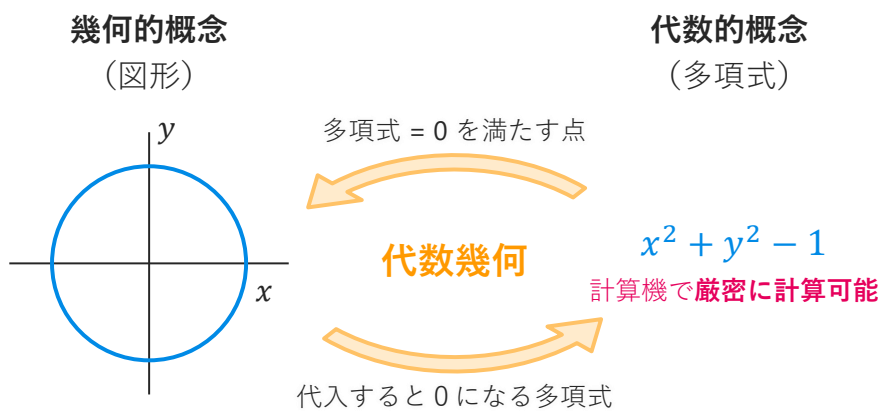 幾何的概念
（図形）
代数的概念
（多項式）
多項式 = 0 を満たす点
y
x
代数幾何
x² + y² − 1
計算機で厳密に計算可能
代入すると 0 になる多項式